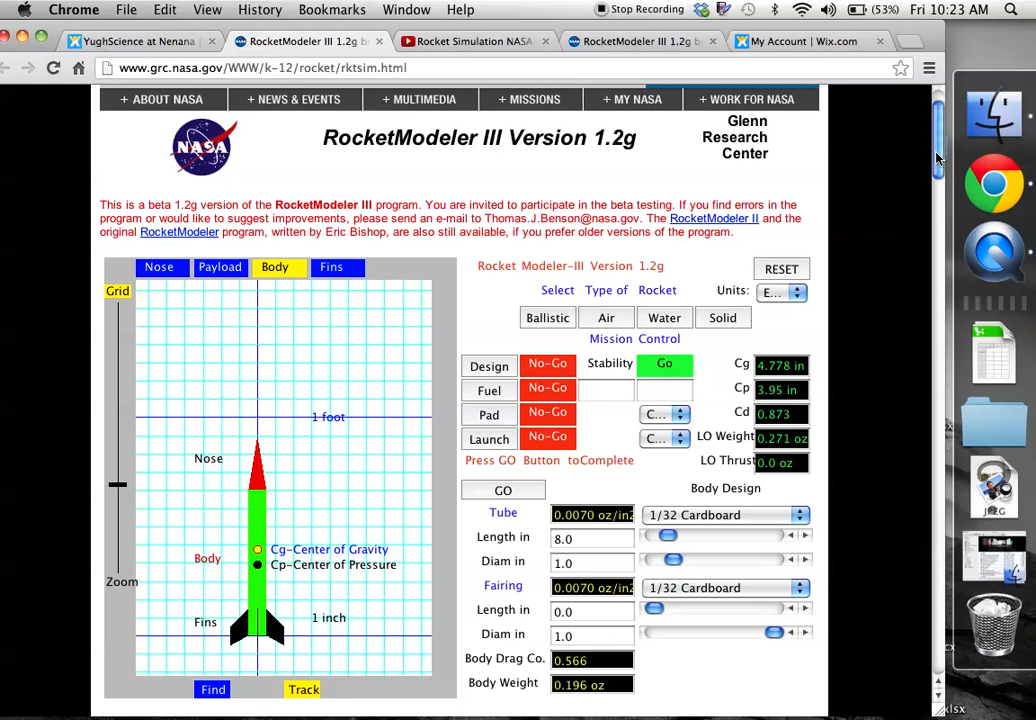 Chrome File Edit View History Bookmarks Window Help Stop Recording (53%) Fri 10:23 AM
YughScience at Nenana RocketModeler III 1.2g b Rocket Simulation NASA RocketModeler III 1.2g b My Account | Wix.com
www.grc.nasa.gov/WWW/k-12/rocket/rktsim.html
+ ABOUT NASA + NEWS & EVENTS + MULTIMEDIA + MISSIONS + MY NASA + WORK FOR NASA
NASA
RocketModeler III Version 1.2g
Glenn
Research
Center
This is a beta 1.2g version of the RocketModeler III program. You are invited to participate in the beta testing. If you find errors in the
program or would like to suggest improvements, please send an e-mail to Thomas.J.Benson@nasa.gov. The RocketModeler II and the
original RocketModeler program, written by Eric Bishop, are also still available, if you prefer older versions of the program.
Nose Payload Body Fins
Grid
1 foot
Nose
Cg-Center of Gravity
Body
Cp-Center of Pressure
Zoom
Fins
1 inch
Find Track
Rocket Modeler-III Version 1.2g RESET
Select Type of Rocket Units: E...
Ballistic Air Water Solid
Mission Control
Design No-Go Stability Go Cg 4.778 in
Fuel No-Go Cp 3.95 in
Pad No-Go C... Cd 0.873
Launch No-Go C... LO Weight 0.271 oz
Press GO Button toComplete LO Thrust 0.0 oz
GO Body Design
Tube 0.0070 oz/in2 1/32 Cardboard
Length in 8.0
Diam in 1.0
Fairing 0.0070 oz/in2 1/32 Cardboard
Length in 0.0
Diam in 1.0
Body Drag Co. 0.566
Body Weight 0.196 oz
JPEG
xlsx